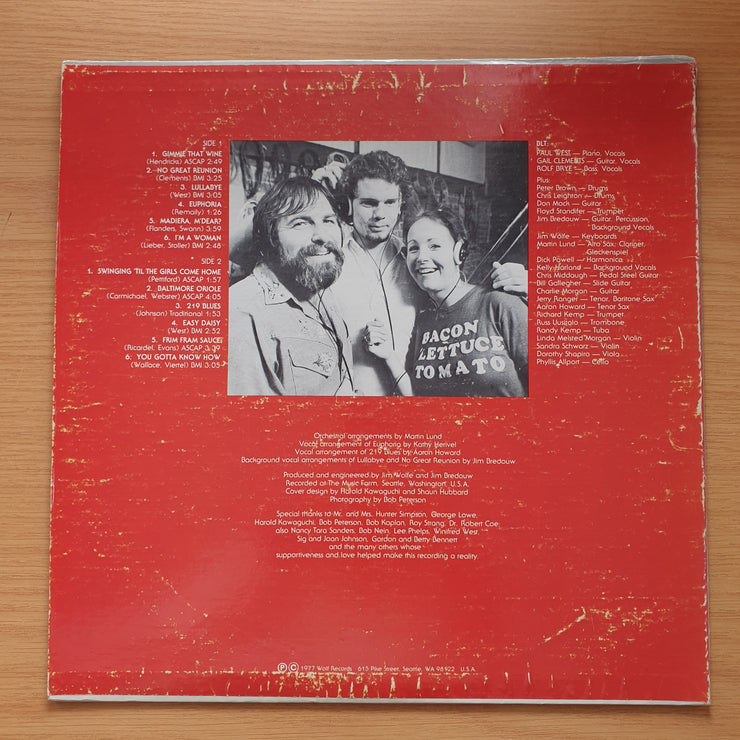 SIDE 1
1. GIMMIE THAT WINE
(Hendricks) ASCAP 2:49
2. NO GREAT REUNION
(Clements) BMI 3:05
3. LULLABYE
(West) BMI 3:05
4. EUPHORIA
(Remaily) 1:26
5. MADIERA, M'DEAR?
(Flanders, Swann) 3:59
6. I'M A WOMAN
(Lieber, Stoller) BMI 2:48
SIDE 2
1. SWINGING 'TIL THE GIRLS COME HOME
(Pettiford) ASCAP 1:57
2. BALTIMORE ORIOLE
(Carmichael, Webster) ASCAP 4:05
3. 219 BLUES
(Johnson) Traditional 1:53
4. EASY DAISY
(West) BMI 2:52
5. FRIM FRAM SAUCE
(Ricardel, Evans) ASCAP 3:39
6. YOU GOTTA KNOW HOW
(Wallace, Viertel) BMI 3:05
BACON
LETTUCE
TOMATO
BLT:
PAUL WEST — Piano, Vocals
GAIL CLEMENTS — Guitar, Vocals
ROLF BRYE — Bass, Vocals
Plus:
Peter Brown — Drums
Chris Leighton — Drums
Don Mock — Guitar
Floyd Standifer — Trumpet
Jim Bredouw — Guitar, Percussion,
Background Vocals
Jim Wolfe — Keyboards
Martin Lund — Alto Sax, Clarinet,
Glockenspiel
Dick Powell — Harmonica
Kelly Harland — Background Vocals
Chris Middaugh — Pedal Steel Guitar
Bill Gallagher — Slide Guitar
Charlie Morgan — Guitar
Jerry Ranger — Tenor, Baritone Sax
Aaron Howard — Tenor Sax
Richard Kemp — Trumpet
Russ Uusitalo — Trombone
Randy Kemp — Tuba
Linda Melsted Morgan — Violin
Sandra Schwarz — Violin
Dorothy Shapiro — Viola
Phyllis Allport — Cello
Orchestral arrangements by Martin Lund
Vocal arrangement of Euphoria by Kathy Herivel
Vocal arrangement of 219 Blues by Aaron Howard
Background vocal arrangements of Lullabye and No Great Reunion by Jim Bredouw
Produced and engineered by Jim Wolfe and Jim Bredouw
Recorded at The Music Farm, Seattle, Washington, U.S.A.
Cover design by Harold Kawaguchi and Shaun Hubbard
Photography by Bob Peterson
Special thanks to Mr. and Mrs. Hunter Simpson, George Lowe,
Harold Kawaguchi, Bob Peterson, Bob Kaplan, Roy Strang, Dr. Robert Coe
also Nancy Tara Sanders, Bob Nein, Lee Phelps, Winifred West,
Sig and Joan Johnson, Gordon and Betty Bennett
and the many others whose
supportiveness and love helped make this recording a reality.
Ⓟ © 1977 Wolf Records 615 Pike Street, Seattle, WA 98922 U.S.A.